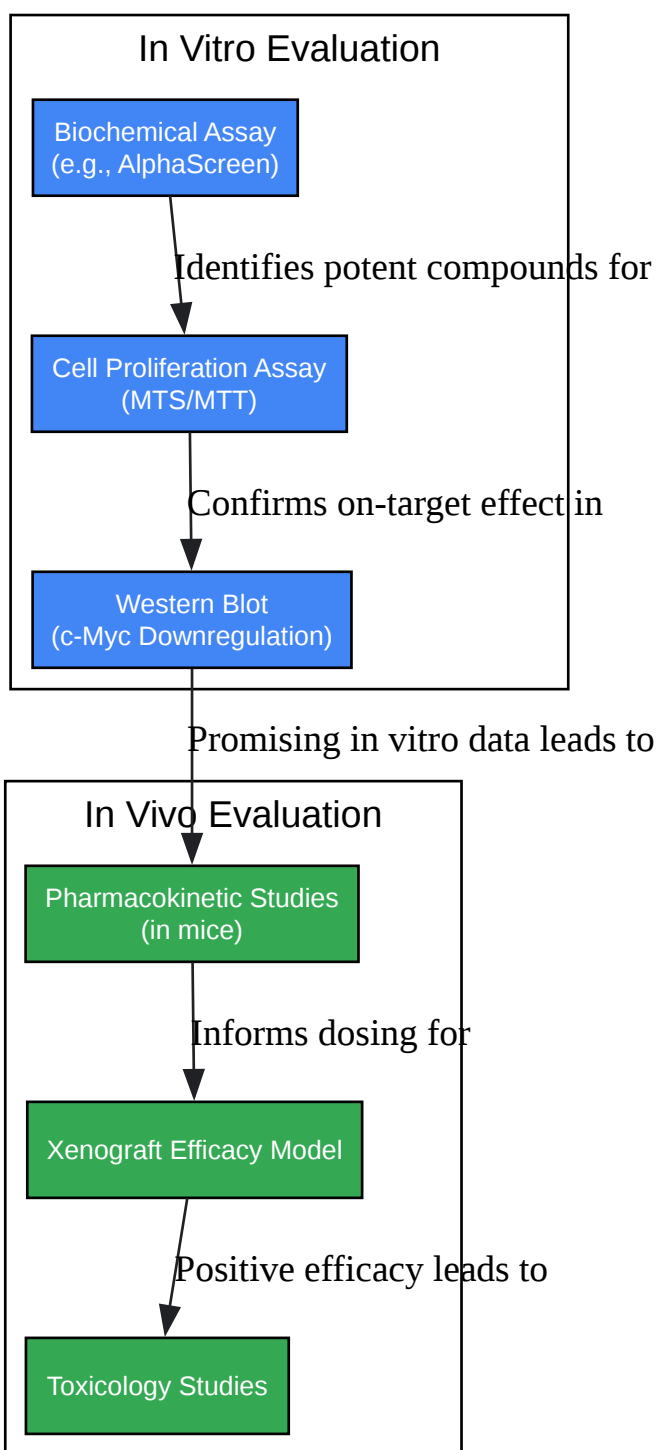 In Vitro Evaluation
Biochemical Assay
(e.g., AlphaScreen)
Identifies potent compounds for
Cell Proliferation Assay
(MTS/MTT)
Confirms on-target effect in
Western Blot
(c-Myc Downregulation)
Promising in vitro data leads to
In Vivo Evaluation
Pharmacokinetic Studies
(in mice)
Informs dosing for
Xenograft Efficacy Model
Positive efficacy leads to
Toxicology Studies